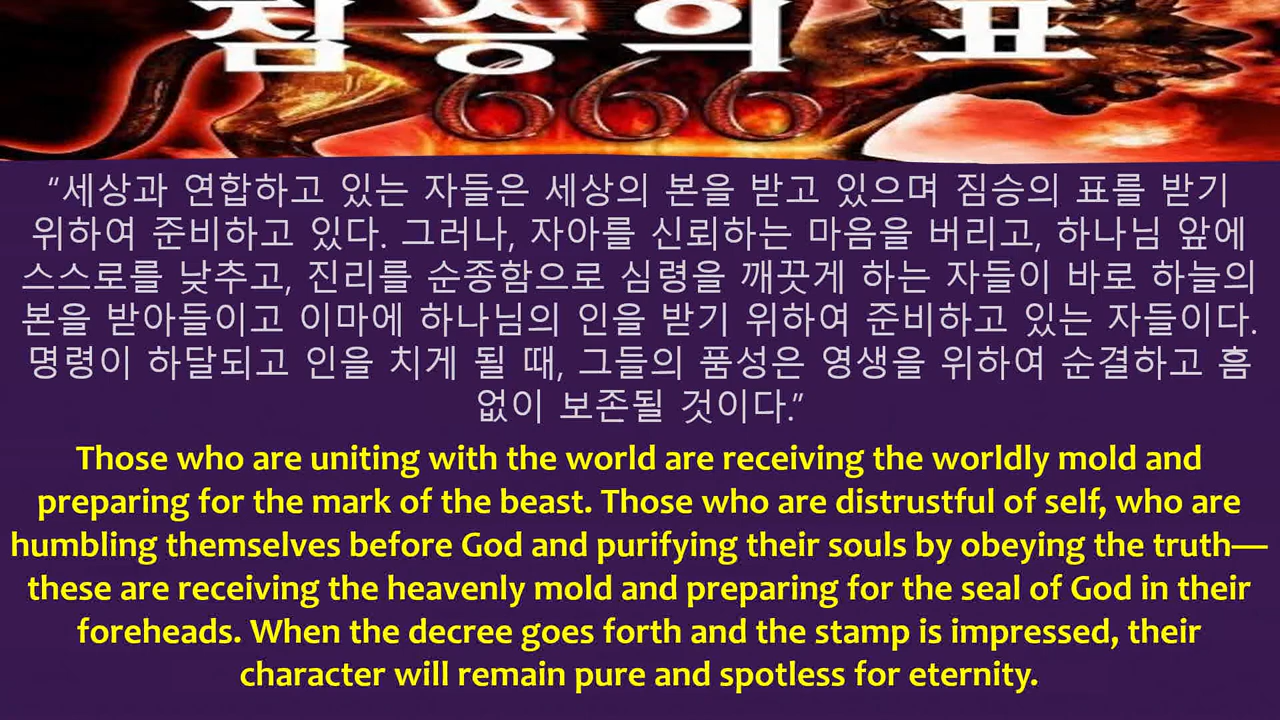 짐승의 표
666
“세상과 연합하고 있는 자들은 세상의 본을 받고 있으며 짐승의 표를 받기
위하여 준비하고 있다. 그러나, 자아를 신뢰하는 마음을 버리고, 하나님 앞에
스스로를 낮추고, 진리를 순종함으로 심령을 깨끗게 하는 자들이 바로 하늘의
본을 받아들이고 이마에 하나님의 인을 받기 위하여 준비하고 있는 자들이다.
명령이 하달되고 인을 치게 될 때, 그들의 품성은 영생을 위하여 순결하고 흠
없이 보존될 것이다.”
Those who are uniting with the world are receiving the worldly mold and
preparing for the mark of the beast. Those who are distrustful of self, who are
humbling themselves before God and purifying their souls by obeying the truth—
these are receiving the heavenly mold and preparing for the seal of God in their
foreheads. When the decree goes forth and the stamp is impressed, their
character will remain pure and spotless for eternity.